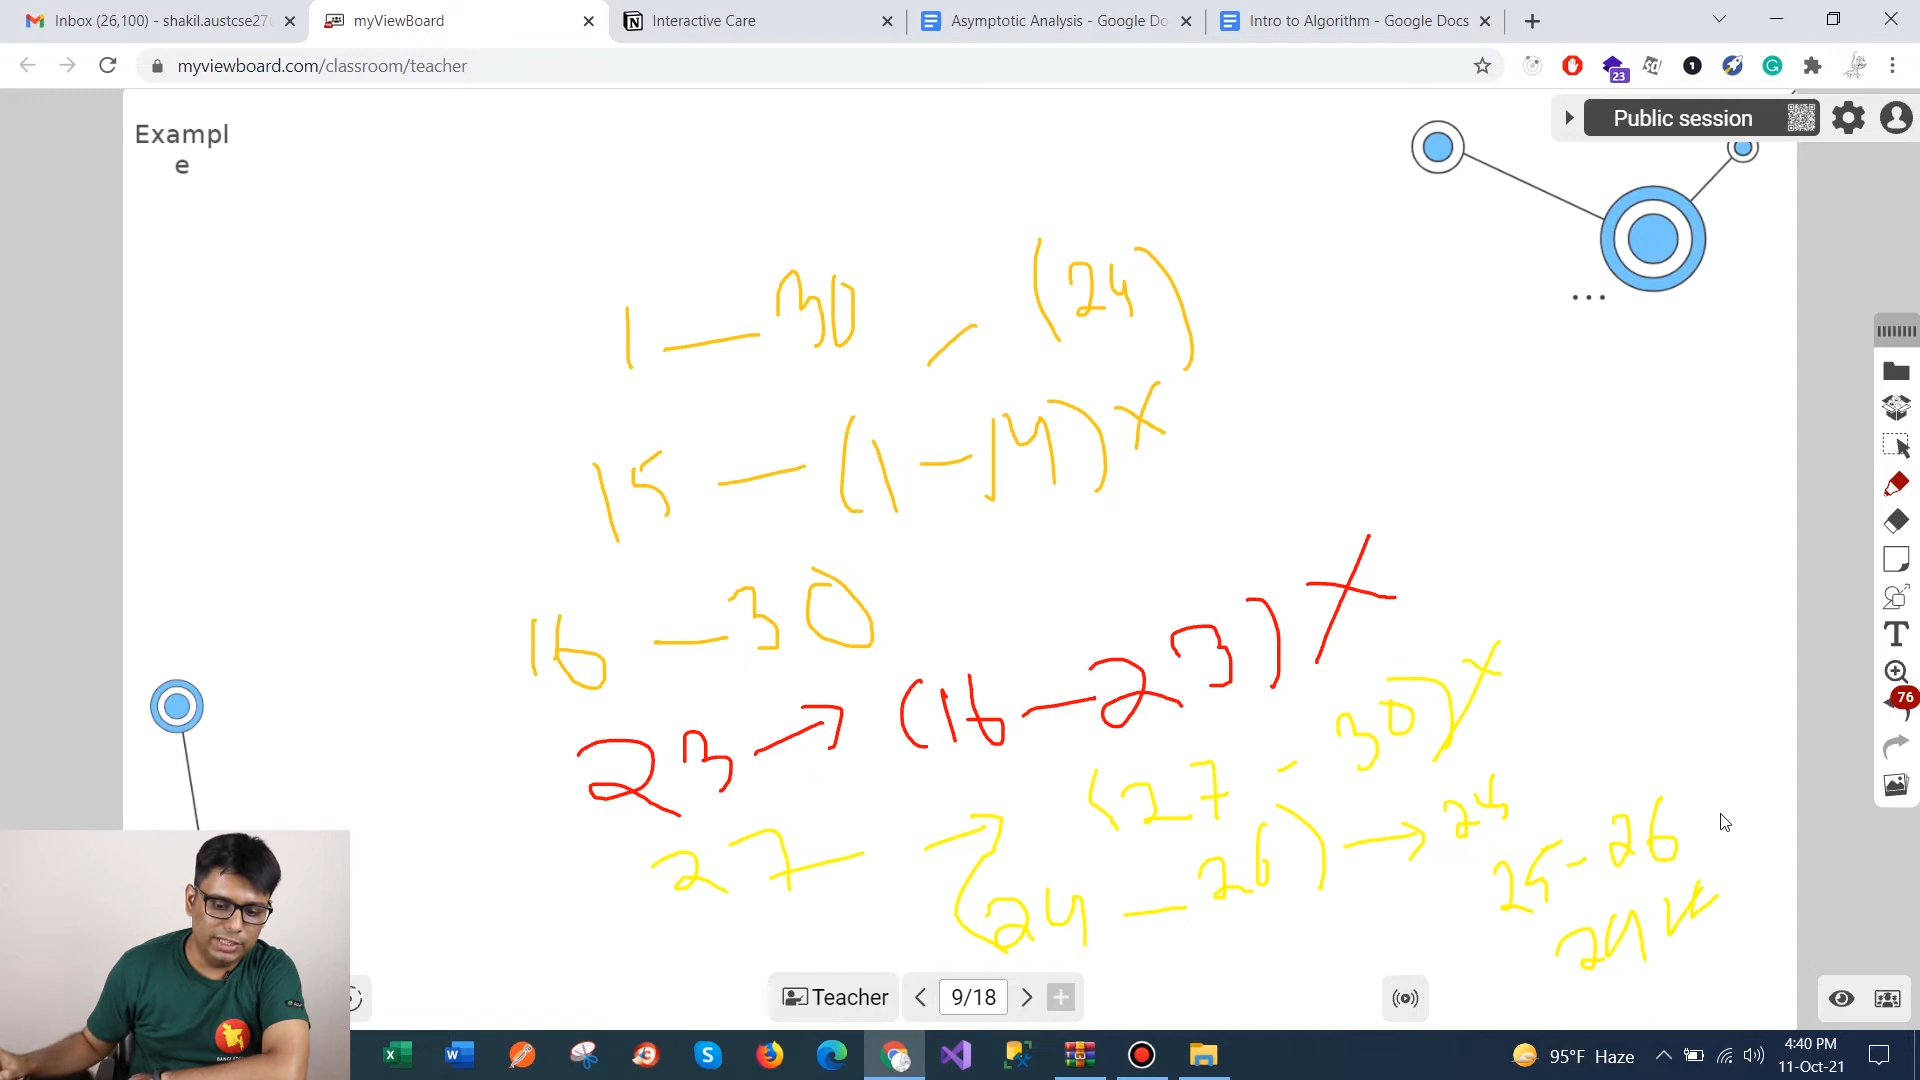 Inbox (26,100) - shakil.austcse27
myViewBoard
Interactive Care
Asymptotic Analysis - Google Do
Intro to Algorithm - Google Docs
myviewboard.com/classroom/teacher
23
Exampl
e
Public session
...
1 — 30 (24)
15 — (1 - 14) X
16 — 30
23 → (16 - 23) X
(27 - 30) X
27 — → (24 — 26) → 24
25 - 26
24
76
Teacher
9/18
BANGLADESH
95°F Haze
4:40 PM
11-Oct-21